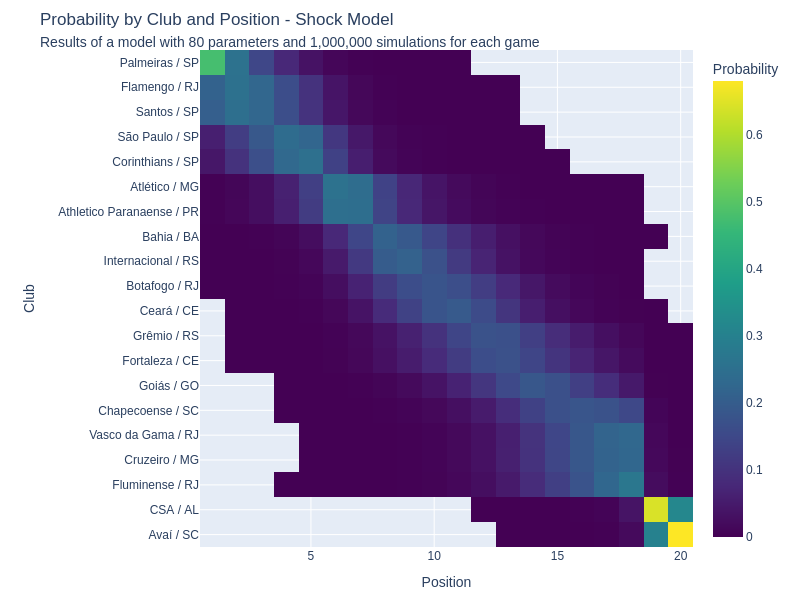 Probability by Club and Position - Shock Model
Results of a model with 80 parameters and 1,000,000 simulations for each game
Probability
Club
Palmeiras / SP
Flamengo / RJ
Santos / SP
São Paulo / SP
Corinthians / SP
Atlético / MG
Athletico Paranaense / PR
Bahia / BA
Internacional / RS
Botafogo / RJ
Ceará / CE
Grêmio / RS
Fortaleza / CE
Goiás / GO
Chapecoense / SC
Vasco da Gama / RJ
Cruzeiro / MG
Fluminense / RJ
CSA / AL
Avaí / SC
0.6
0.5
0.4
0.3
0.2
0.1
0
5
10
15
20
Position